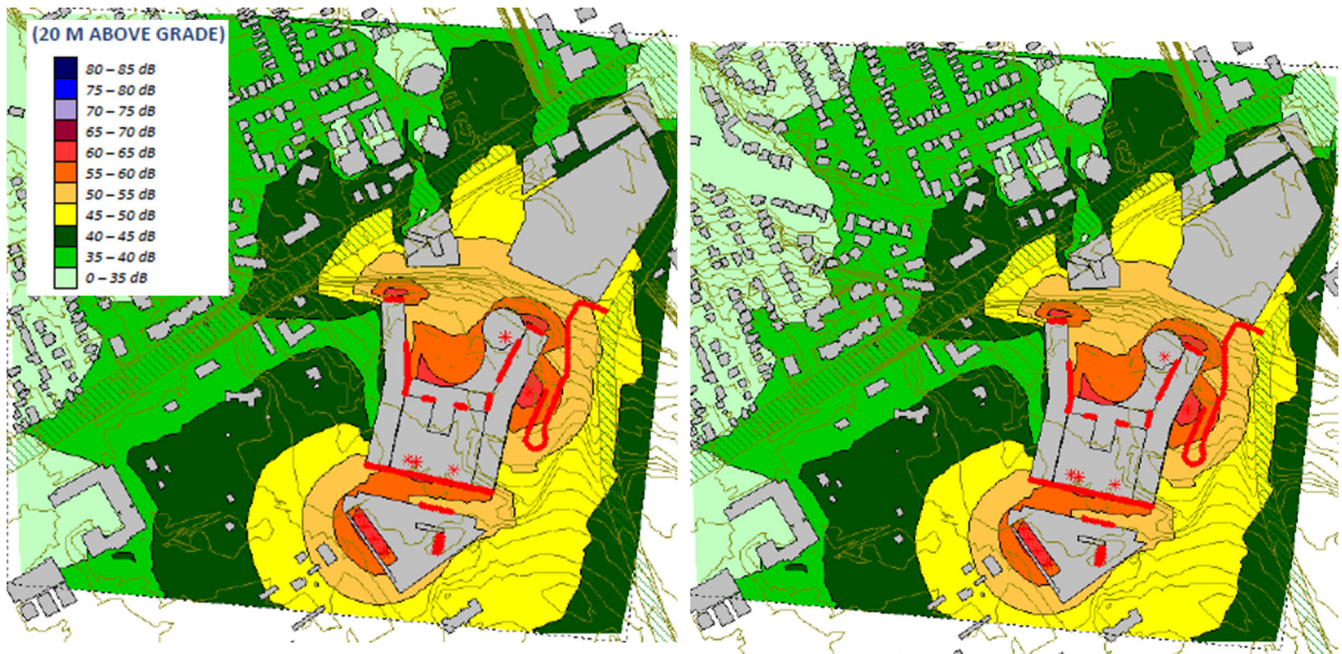 (20 M ABOVE GRADE)
80 – 85 dB
75 – 80 dB
70 – 75 dB
65 – 70 dB
60 – 65 dB
55 – 60 dB
50 – 55 dB
45 – 50 dB
40 – 45 dB
35 – 40 dB
0 – 35 dB